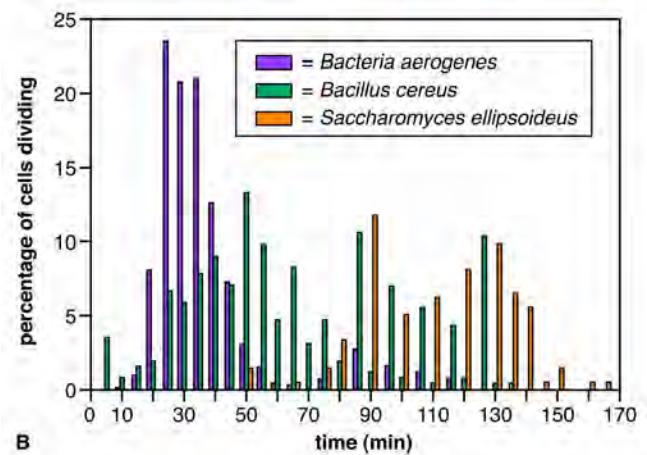 25
20
15
10
5
0
percentage of cells dividing
= Bacteria aerogenes
= Bacillus cereus
= Saccharomyces ellipsoideus
0 10 30 50 70 90 110 130 150 170
time (min)
B